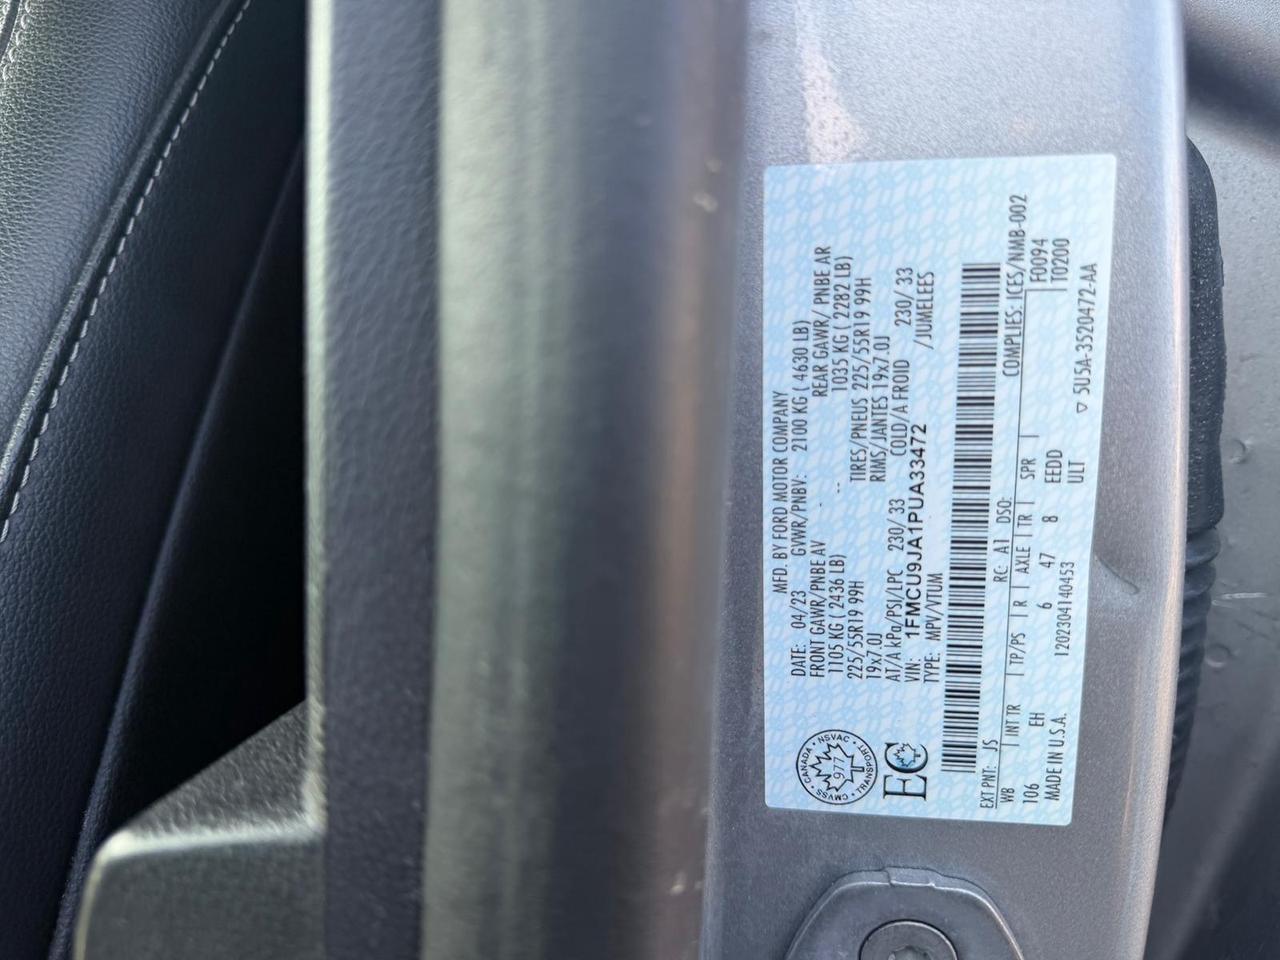 MFD. BY FORD MOTOR COMPANY
DATE: 04/23 GVWR/PNBV: 2100 KG ( 4630 LB)
FRONT GAWR/PNBE AV REAR GAWR/ PNBE AR
1105 KG ( 2436 LB) -- 1035 KG ( 2282 LB)
225/55R19 99H TIRES/PNEUS 225/55R19 99H
19x7.0J RIMS/JANTES 19x7.0J
AT/A kPa/PSI/LPC 230/ 33 COLD/A FROID 230/ 33
VIN: 1FMCU9JA1PUA33472 /JUMELEES
TYPE: MPV/VTUM
CANADA • NSVAC • TRANSPORT • CMVSS •
977
EC
EXT PNT: JS RC: A1 DSO: COMPLIES: ICES/NMB-002
WB | INT TR | TP/PS | R | AXLE | TR | SPR | F0094
106 EH 6 47 8 EEDD T0200
MADE IN U.S.A. 120230414O453 ULT
▽ 5U5A-3520472-AA